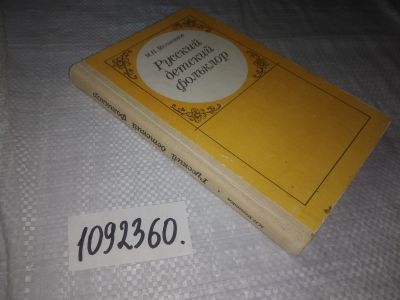 М.Н. Мельников
Русский
детский
фольклор
Русский детский фольклор
1092360.